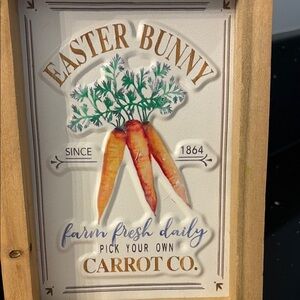 EASTER BUNNY
SINCE 1864
farm fresh daily
PICK YOUR OWN
CARROT CO.